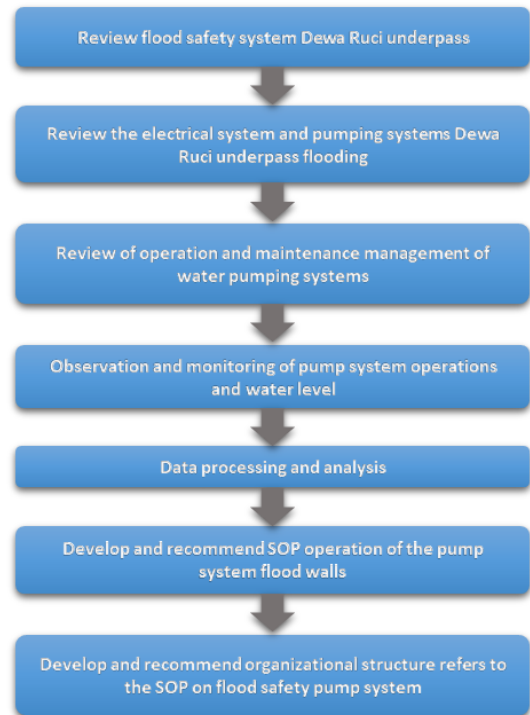 Review flood safety system Dewa Ruci underpass
Review the electrical system and pumping systems Dewa
Ruci underpass flooding
Review of operation and maintenance management of
water pumping systems
Observation and monitoring of pump system operations
and water level
Data processing and analysis
Develop and recommend SOP operation of the pump
system flood walls
Develop and recommend organizational structure refers to
the SOP on flood safety pump system